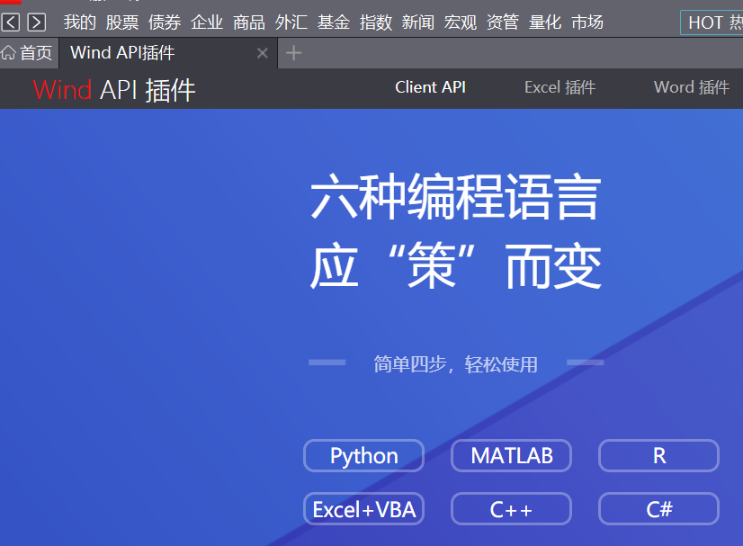 我的 股票 债券 企业 商品 外汇 基金 指数 新闻 宏观 资管 量化 市场 HOT
首页 Wind API插件
Wind API 插件 Client API Excel 插件 Word 插件
六种编程语言
应“策”而变
简单四步，轻松使用
Python MATLAB R
Excel+VBA C++ C#